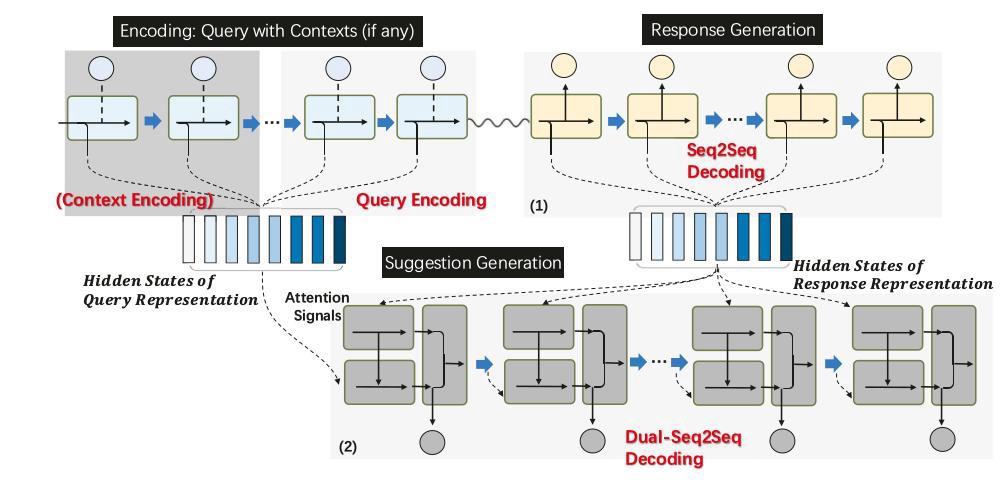 Encoding: Query with Contexts (if any)
Response Generation
...
...
Seq2Seq
Decoding
(Context Encoding)
Query Encoding
(1)
Suggestion Generation
Hidden States of
Query Representation
Hidden States of
Response Representation
Attention
Signals
...
(2)
Dual-Seq2Seq
Decoding